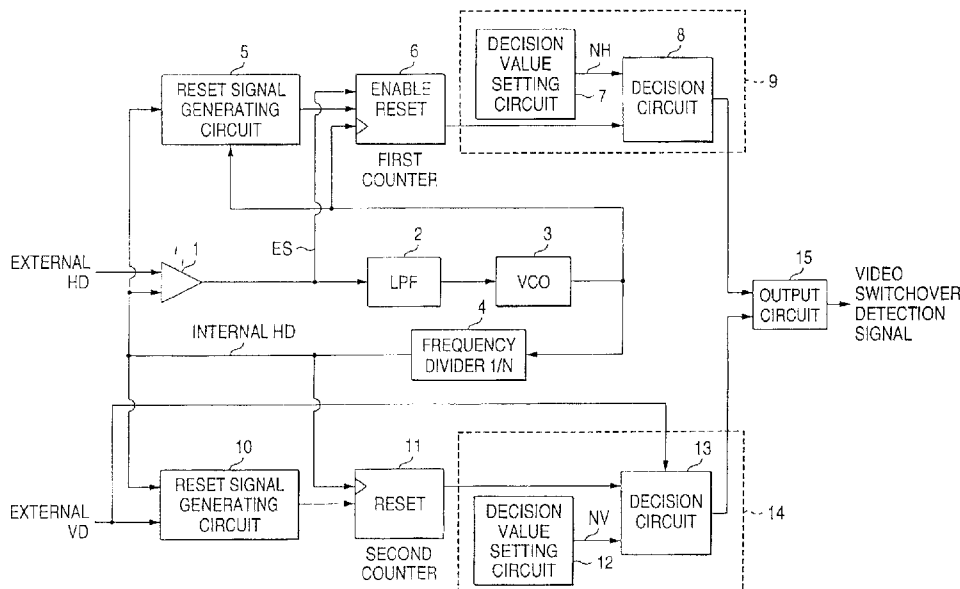 5
RESET SIGNAL
GENERATING
CIRCUIT
6
ENABLE
RESET
FIRST
COUNTER
DECISION
VALUE
SETTING
CIRCUIT
7
NH
8
DECISION
CIRCUIT
9
EXTERNAL
HD
1
ES
2
LPF
3
VCO
4
FREQUENCY
DIVIDER 1/N
INTERNAL HD
15
OUTPUT
CIRCUIT
VIDEO
SWITCHOVER
DETECTION
SIGNAL
EXTERNAL
VD
10
RESET SIGNAL
GENERATING
CIRCUIT
11
RESET
SECOND
COUNTER
DECISION
VALUE
SETTING
CIRCUIT
12
NV
13
DECISION
CIRCUIT
14